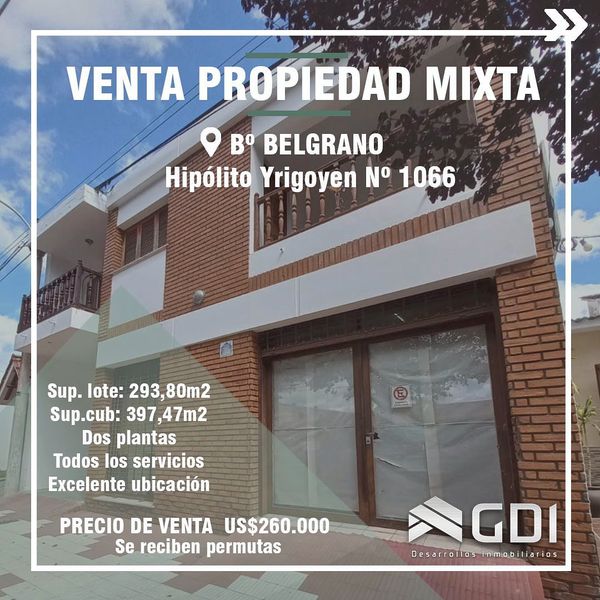 VENTA PROPIEDAD MIXTA
Bº BELGRANO
Hipólito Yrigoyen Nº 1066
Sup. lote: 293,80m2
Sup.cub: 397,47m2
Dos plantas
Todos los servicios
Excelente ubicación
PRECIO DE VENTA US$260.000
Se reciben permutas
GDI
Desarrollos inmobiliarios